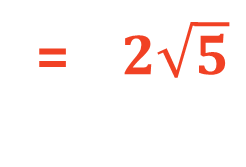 = 2√5